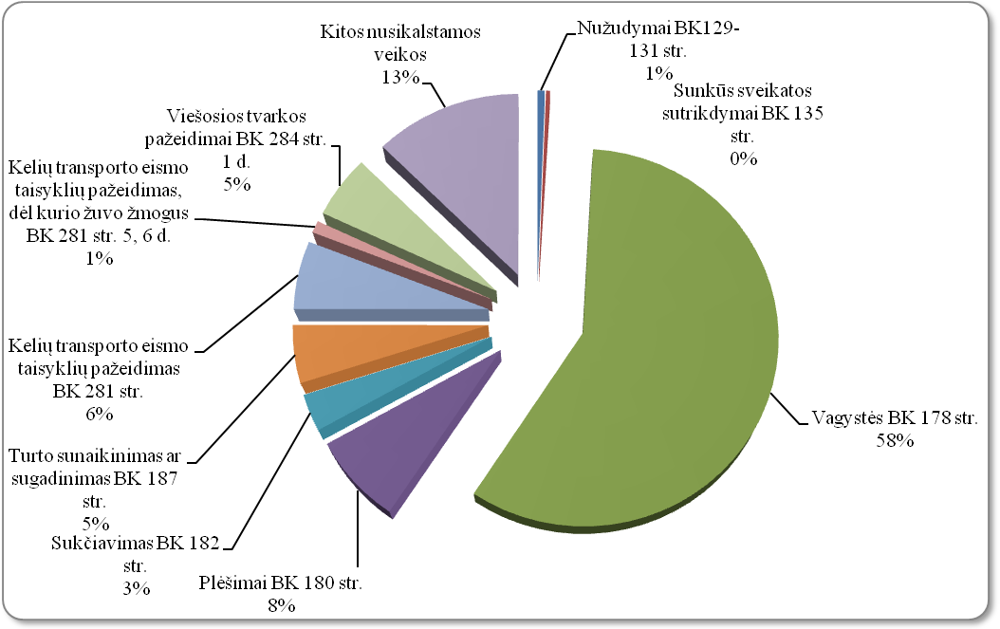 Kitos nusikalstamos
veikos
13%
Nužudymai BK129-
131 str.
1%
Sunkūs sveikatos
sutrikdymai BK 135
str.
0%
Viešosios tvarkos
pažeidimai BK 284 str.
1 d.
5%
Kelių transporto eismo
taisyklių pažeidimas,
dėl kurio žuvo žmogus
BK 281 str. 5, 6 d.
1%
Kelių transporto eismo
taisyklių pažeidimas
BK 281 str.
6%
Vagystės BK 178 str.
58%
Turto sunaikinimas ar
sugadinimas BK 187
str.
5%
Sukčiavimas BK 182
str.
3%
Plėšimai BK 180 str.
8%